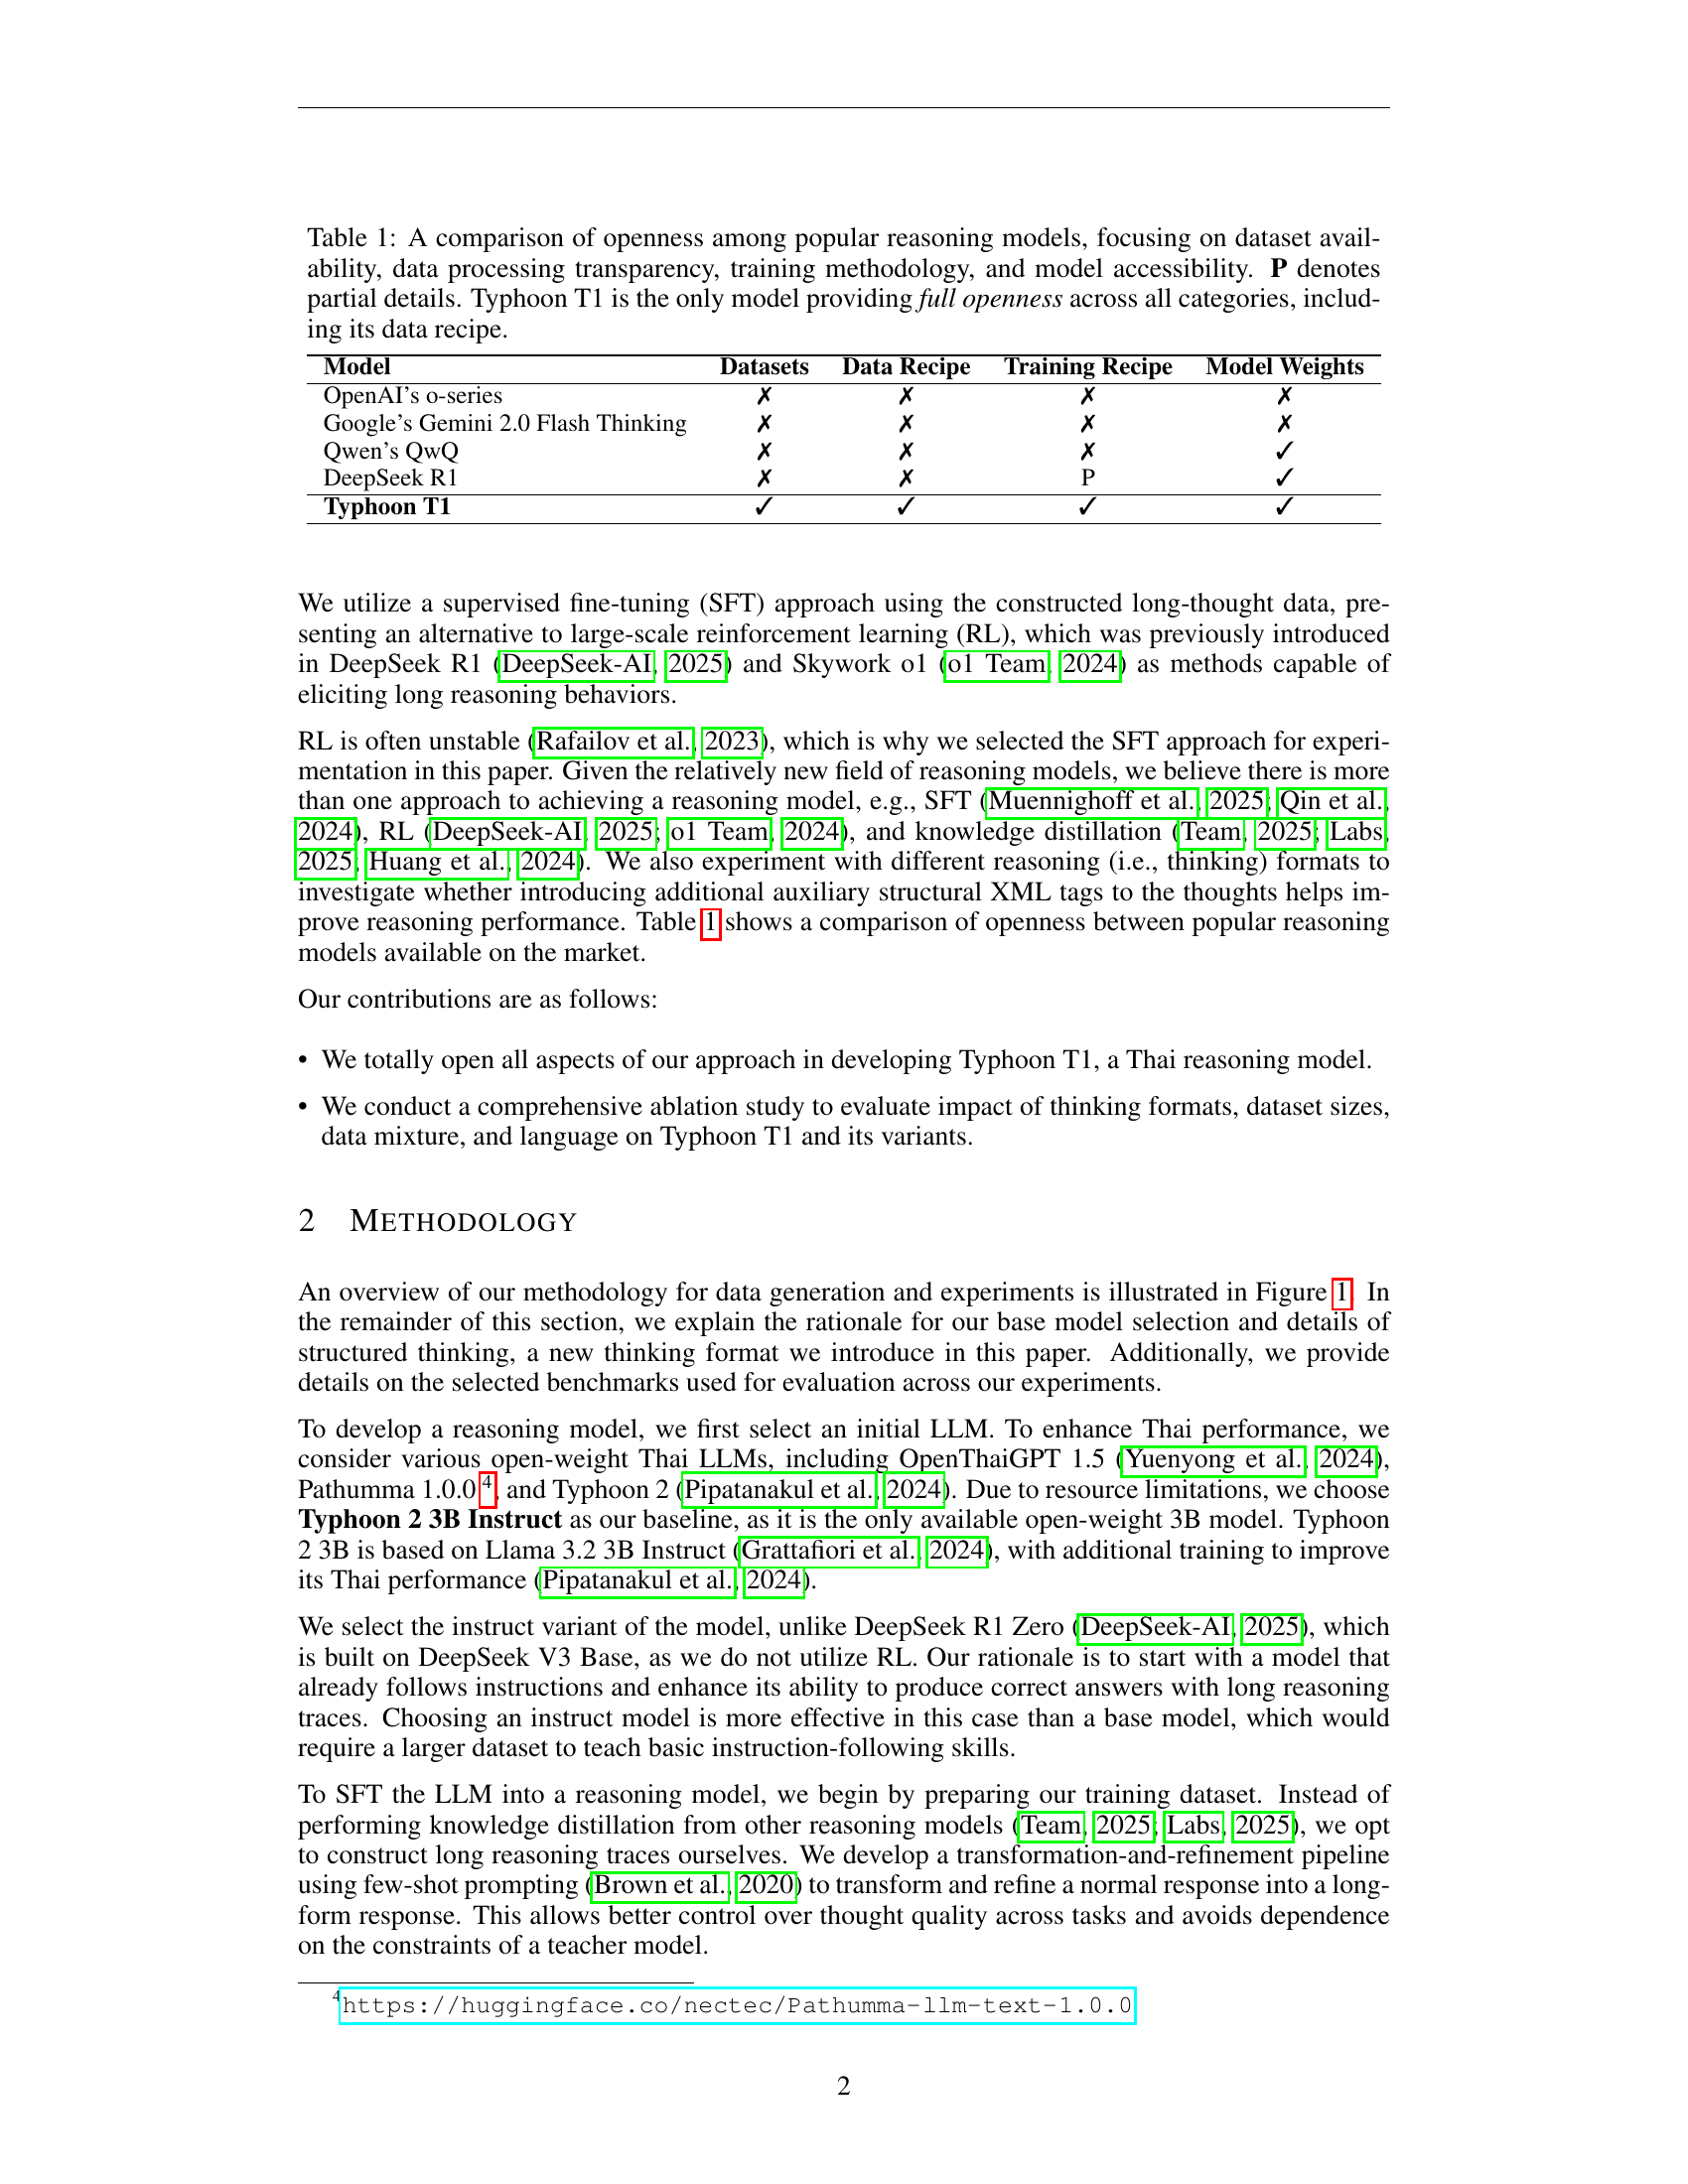 Table 1: A comparison of openness among popular reasoning models, focusing on dataset avail-
ability, data processing transparency, training methodology, and model accessibility. P denotes
partial details. Typhoon T1 is the only model providing full openness across all categories, includ-
ing its data recipe.
Model Datasets Data Recipe Training Recipe Model Weights
OpenAI's o-series ✗ ✗ ✗ ✗
Google's Gemini 2.0 Flash Thinking ✗ ✗ ✗ ✗
Qwen's QwQ ✗ ✗ ✗ ✓
DeepSeek R1 ✗ ✗ P ✓
Typhoon T1 ✓ ✓ ✓ ✓
We utilize a supervised fine-tuning (SFT) approach using the constructed long-thought data, pre-
senting an alternative to large-scale reinforcement learning (RL), which was previously introduced
in DeepSeek R1 (DeepSeek-AI, 2025) and Skywork o1 (o1 Team, 2024) as methods capable of
eliciting long reasoning behaviors.
RL is often unstable (Rafailov et al., 2023), which is why we selected the SFT approach for experi-
mentation in this paper. Given the relatively new field of reasoning models, we believe there is more
than one approach to achieving a reasoning model, e.g., SFT (Muennighoff et al., 2025; Qin et al.,
2024), RL (DeepSeek-AI, 2025; o1 Team, 2024), and knowledge distillation (Team, 2025; Labs,
2025; Huang et al., 2024). We also experiment with different reasoning (i.e., thinking) formats to
investigate whether introducing additional auxiliary structural XML tags to the thoughts helps im-
prove reasoning performance. Table 1 shows a comparison of openness between popular reasoning
models available on the market.
Our contributions are as follows:
• We totally open all aspects of our approach in developing Typhoon T1, a Thai reasoning model.
• We conduct a comprehensive ablation study to evaluate impact of thinking formats, dataset sizes,
data mixture, and language on Typhoon T1 and its variants.
2 METHODOLOGY
An overview of our methodology for data generation and experiments is illustrated in Figure 1. In
the remainder of this section, we explain the rationale for our base model selection and details of
structured thinking, a new thinking format we introduce in this paper. Additionally, we provide
details on the selected benchmarks used for evaluation across our experiments.
To develop a reasoning model, we first select an initial LLM. To enhance Thai performance, we
consider various open-weight Thai LLMs, including OpenThaiGPT 1.5 (Yuenyong et al., 2024),
Pathumma 1.0.0 4, and Typhoon 2 (Pipatanakul et al., 2024). Due to resource limitations, we choose
Typhoon 2 3B Instruct as our baseline, as it is the only available open-weight 3B model. Typhoon
2 3B is based on Llama 3.2 3B Instruct (Grattafiori et al., 2024), with additional training to improve
its Thai performance (Pipatanakul et al., 2024).
We select the instruct variant of the model, unlike DeepSeek R1 Zero (DeepSeek-AI, 2025), which
is built on DeepSeek V3 Base, as we do not utilize RL. Our rationale is to start with a model that
already follows instructions and enhance its ability to produce correct answers with long reasoning
traces. Choosing an instruct model is more effective in this case than a base model, which would
require a larger dataset to teach basic instruction-following skills.
To SFT the LLM into a reasoning model, we begin by preparing our training dataset. Instead of
performing knowledge distillation from other reasoning models (Team, 2025; Labs, 2025), we opt
to construct long reasoning traces ourselves. We develop a transformation-and-refinement pipeline
using few-shot prompting (Brown et al., 2020) to transform and refine a normal response into a long-
form response. This allows better control over thought quality across tasks and avoids dependence
on the constraints of a teacher model.
4https://huggingface.co/nectec/Pathumma-llm-text-1.0.0
2